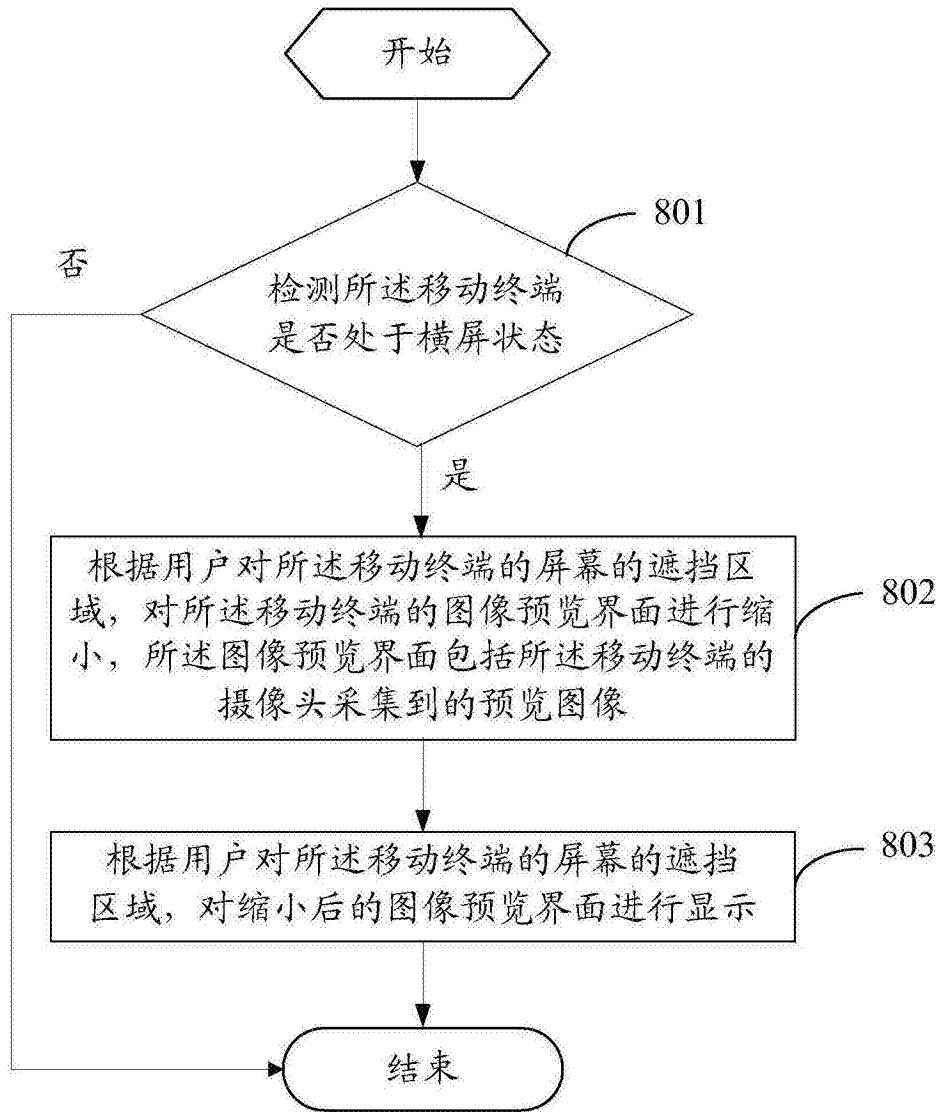 开始
801
否
检测所述移动终端
是否处于横屏状态
是
根据用户对所述移动终端的屏幕的遮挡区
域，对所述移动终端的图像预览界面进行缩
小，所述图像预览界面包括所述移动终端的
摄像头采集到的预览图像
802
根据用户对所述移动终端的屏幕的遮挡
区域，对缩小后的图像预览界面进行显示
803
结束